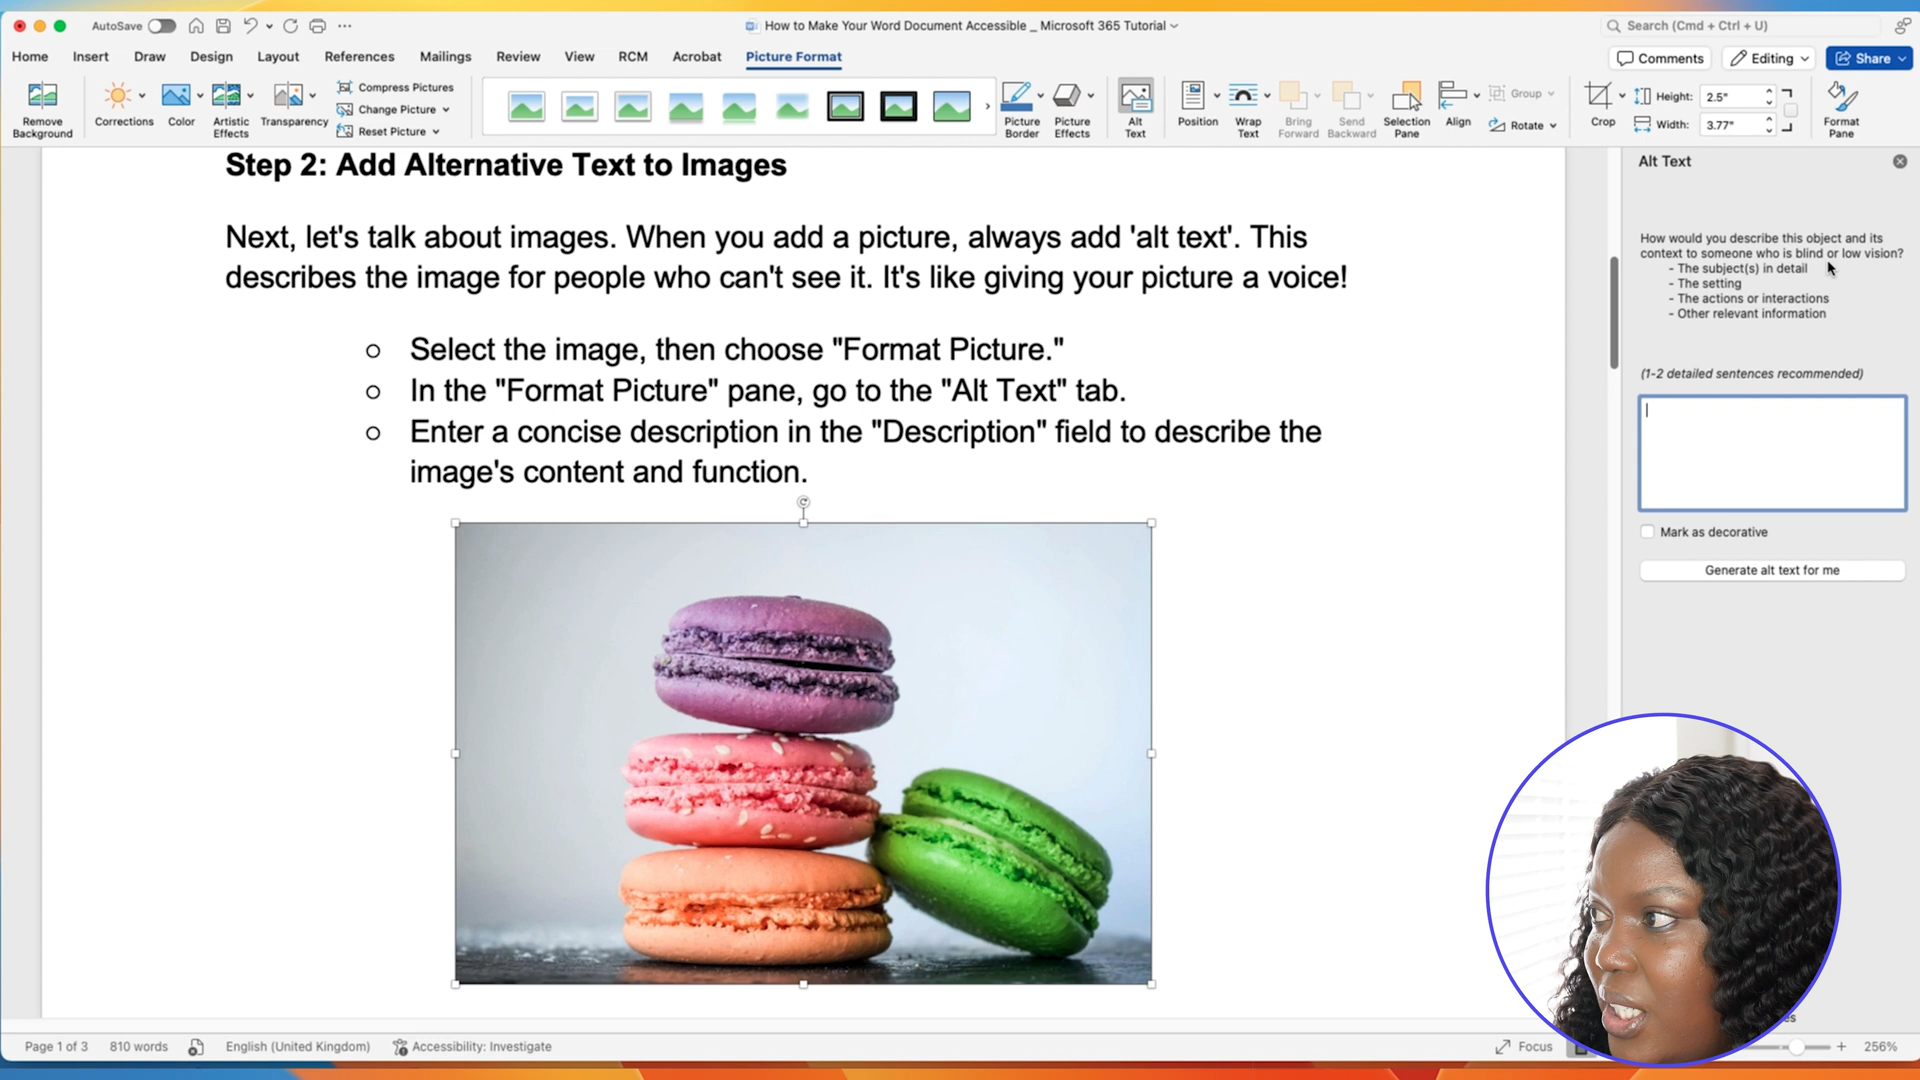 AutoSave
How to Make Your Word Document Accessible _ Microsoft 365 Tutorial
Search (Cmd + Ctrl + U)
Home Insert Draw Design Layout References Mailings Review View RCM Acrobat Picture Format
Comments Editing Share
Remove Background
Corrections
Color
Artistic Effects
Transparency
Compress Pictures
Change Picture
Reset Picture
Picture Border
Picture Effects
Alt Text
Position
Wrap Text
Bring Forward
Send Backward
Selection Pane
Align
Group
Rotate
Crop
Height: 2.5"
Width: 3.77"
Format Pane
Step 2: Add Alternative Text to Images
Next, let's talk about images. When you add a picture, always add 'alt text'. This
describes the image for people who can't see it. It's like giving your picture a voice!
○ Select the image, then choose "Format Picture."
○ In the "Format Picture" pane, go to the "Alt Text" tab.
○ Enter a concise description in the "Description" field to describe the
image's content and function.
Alt Text
How would you describe this object and its
context to someone who is blind or low vision?
- The subject(s) in detail
- The setting
- The actions or interactions
- Other relevant information
(1-2 detailed sentences recommended)
Mark as decorative
Generate alt text for me
Page 1 of 3 810 words English (United Kingdom) Accessibility: Investigate
Focus 256%